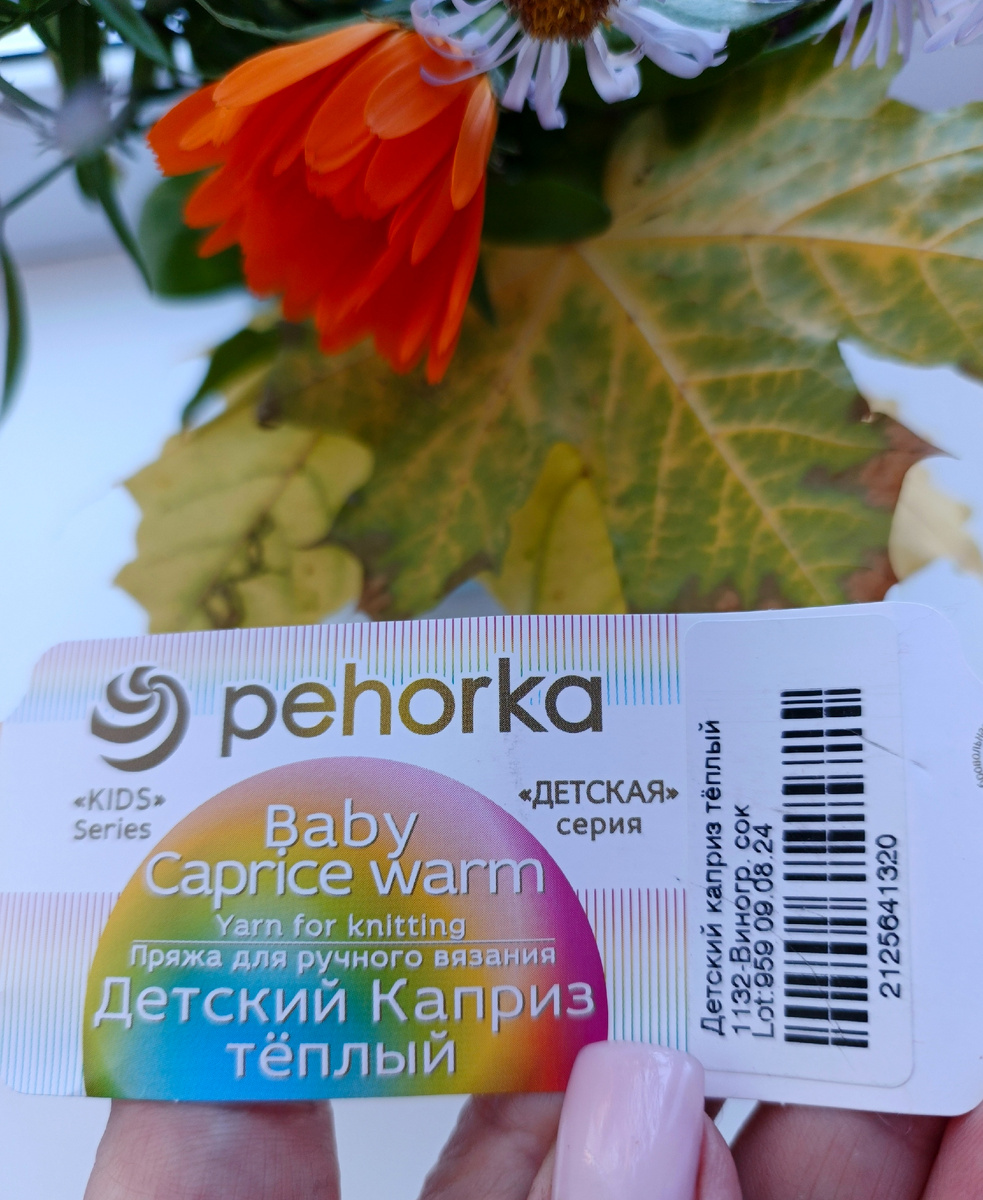 pehorka
«KIDS»
Series
«ДЕТСКАЯ»
серия
Baby
Caprice warm
Yarn for knitting
Пряжа для ручного вязания
Детский Каприз
тёплый
Детский каприз тёплый
1132-Виногр. сок
Lot:959 09.08.24
2125641320